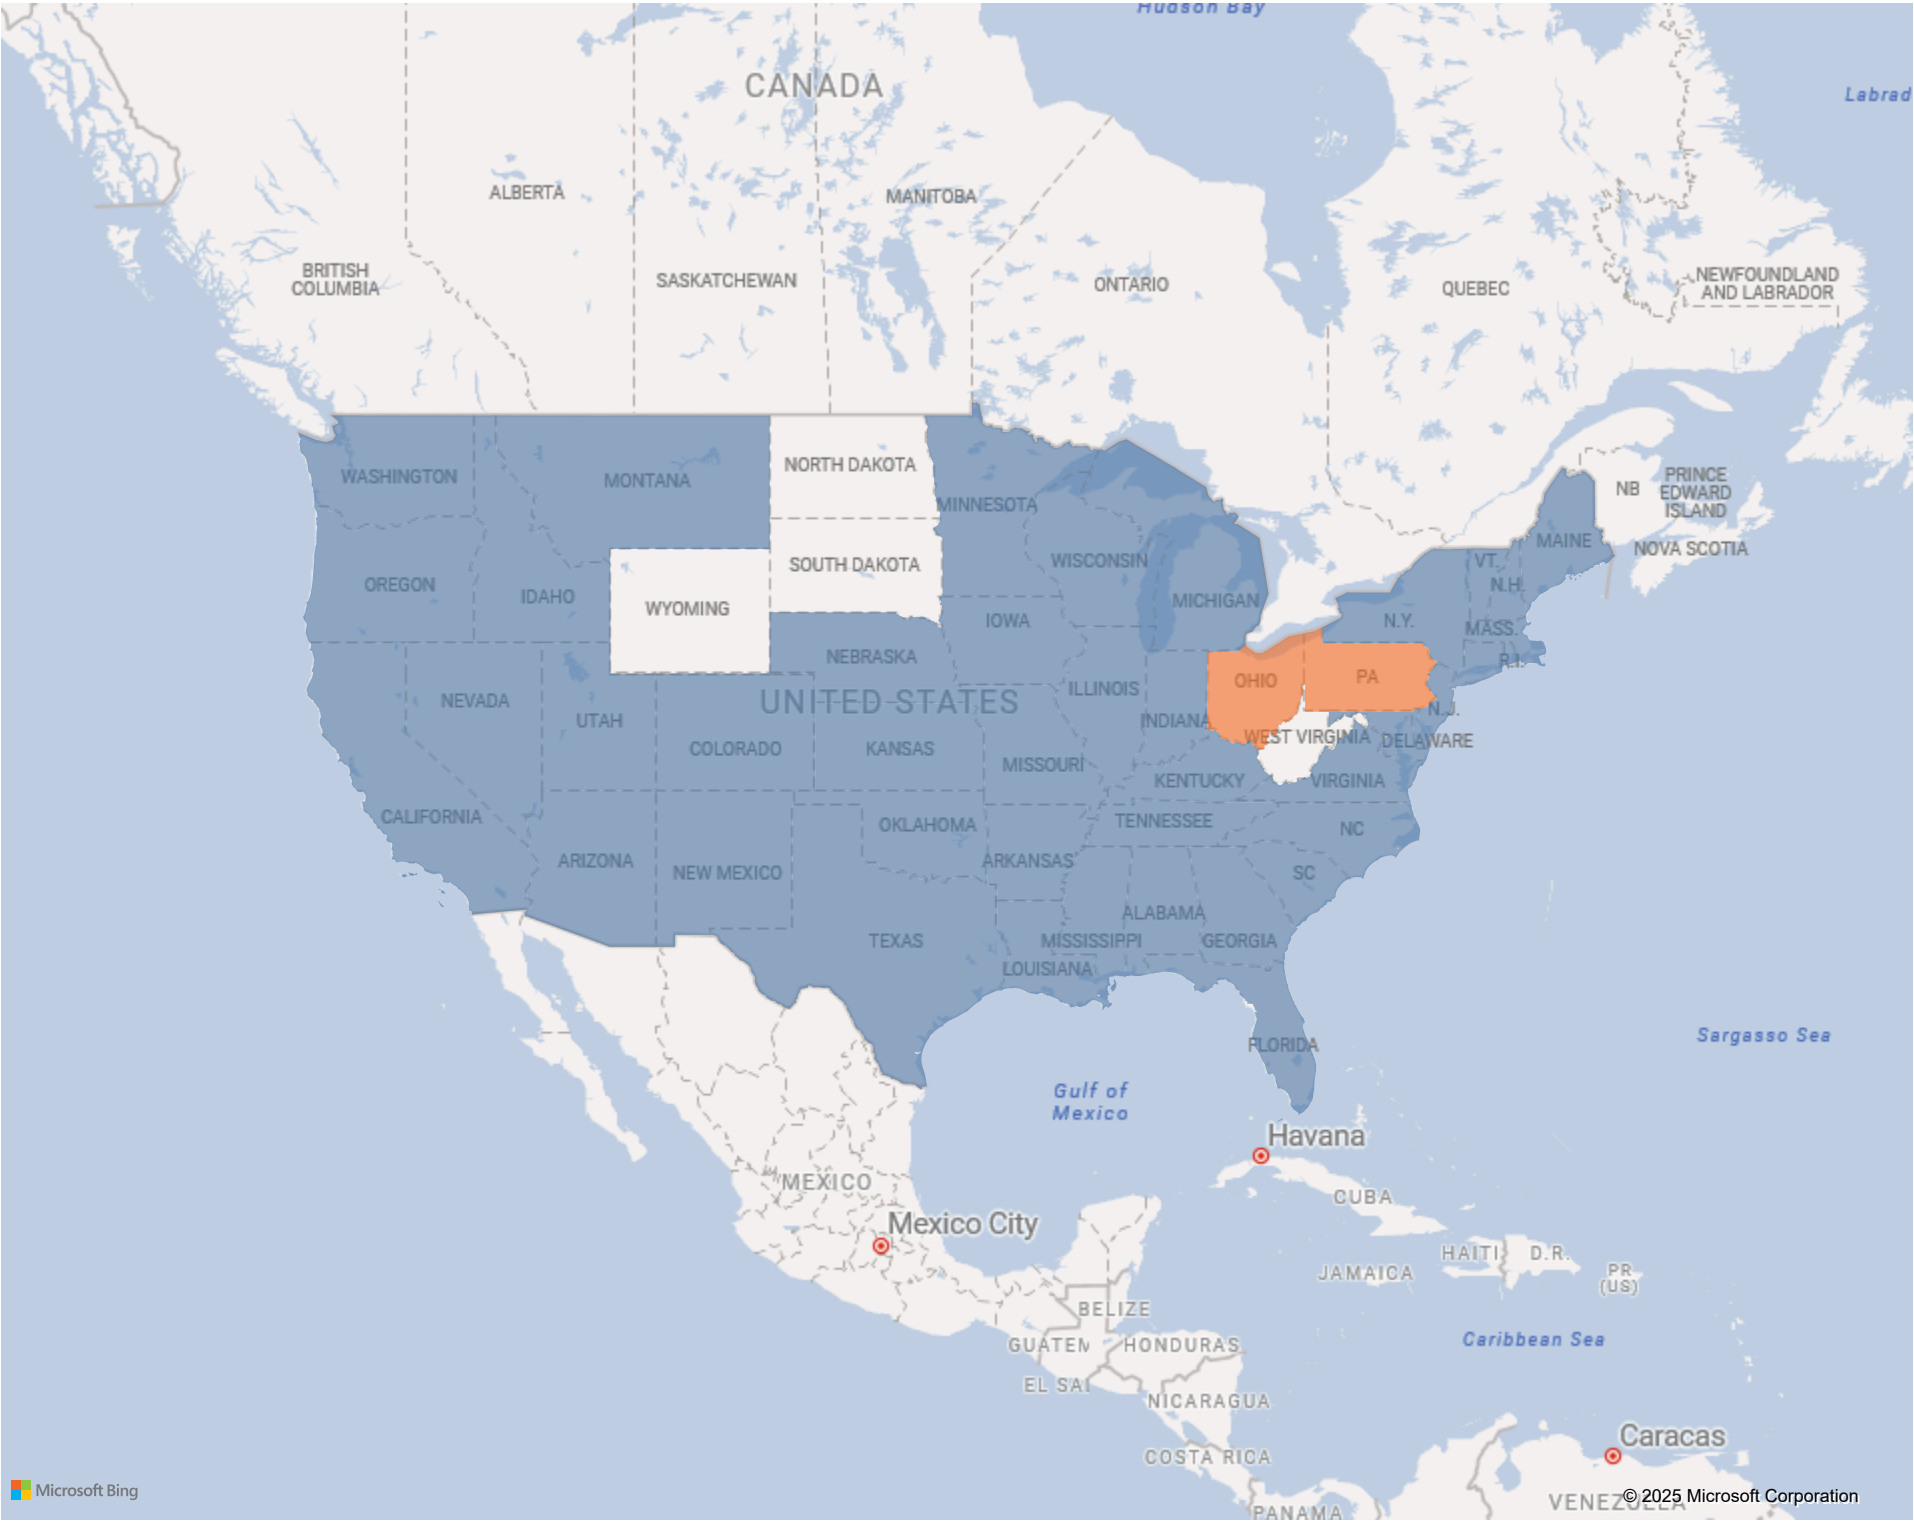 Hudson Bay
CANADA
Labrad
ALBERTA
MANITOBA
BRITISH
COLUMBIA
SASKATCHEWAN
ONTARIO
QUEBEC
NEWFOUNDLAND
AND LABRADOR
WASHINGTON
MONTANA
NORTH DAKOTA
MINNESOTA
NB
PRINCE
EDWARD
ISLAND
NOVA SCOTIA
MAINE
VT.
N.H.
OREGON
IDAHO
WYOMING
SOUTH DAKOTA
WISCONSIN
MICHIGAN
IOWA
N.Y.
MASS.
R.I.
NEBRASKA
ILLINOIS
OHIO
PA
NEVADA
UTAH
UNITED STATES
INDIANA
N.J.
COLORADO
KANSAS
MISSOURI
WEST VIRGINIA
DELAWARE
KENTUCKY
VIRGINIA
CALIFORNIA
OKLAHOMA
TENNESSEE
NC
ARIZONA
NEW MEXICO
ARKANSAS
SC
ALABAMA
TEXAS
MISSISSIPPI
GEORGIA
LOUISIANA
FLORIDA
Sargasso Sea
Gulf of
Mexico
Havana
MEXICO
CUBA
Mexico City
HAITI
D.R.
JAMAICA
PR
(US)
BELIZE
GUATEM
HONDURAS
Caribbean Sea
EL SA
NICARAGUA
COSTA RICA
Caracas
PANAMA
VENEZUELA
Microsoft Bing
© 2025 Microsoft Corporation